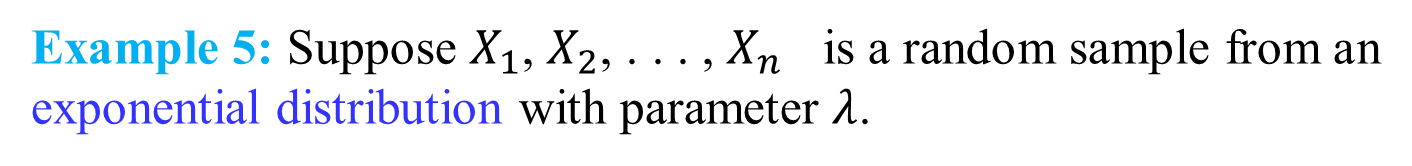 Example 5: Suppose X₁, X₂, . . . , Xₙ is a random sample from an
exponential distribution with parameter λ.